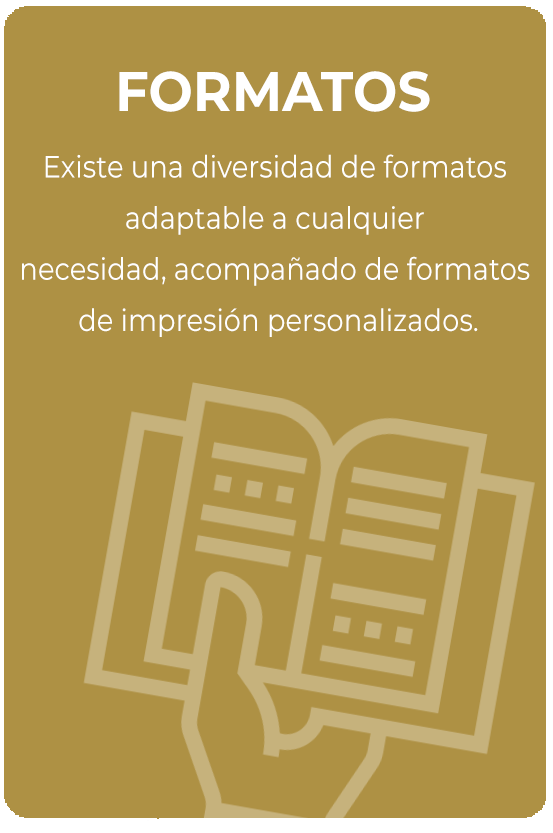 FORMATOS
Existe una diversidad de formatos
adaptable a cualquier
necesidad, acompañado de formatos
de impresión personalizados.